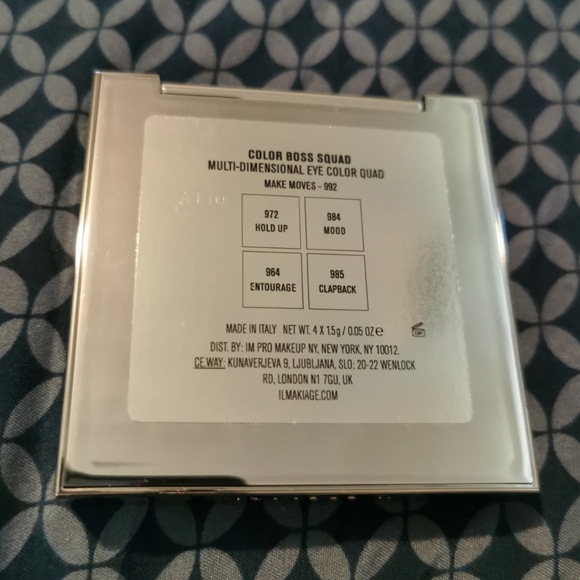 COLOR BOSS SQUAD
MULTI-DIMENSIONAL EYE COLOR QUAD
MAKE MOVES - 992
972
HOLD UP
984
MOOD
964
ENTOURAGE
985
CLAPBACK
MADE IN ITALY NET WT. 4 X 1.5g / 0.05 OZ e
DIST. BY: IM PRO MAKEUP NY, NEW YORK, NY 10012.
CE.WAY: KUNAVERJEVA 9, LJUBLJANA, SLO; 20-22 WENLOCK
RD, LONDON N1 7GU, UK
ILMAKIAGE.COM